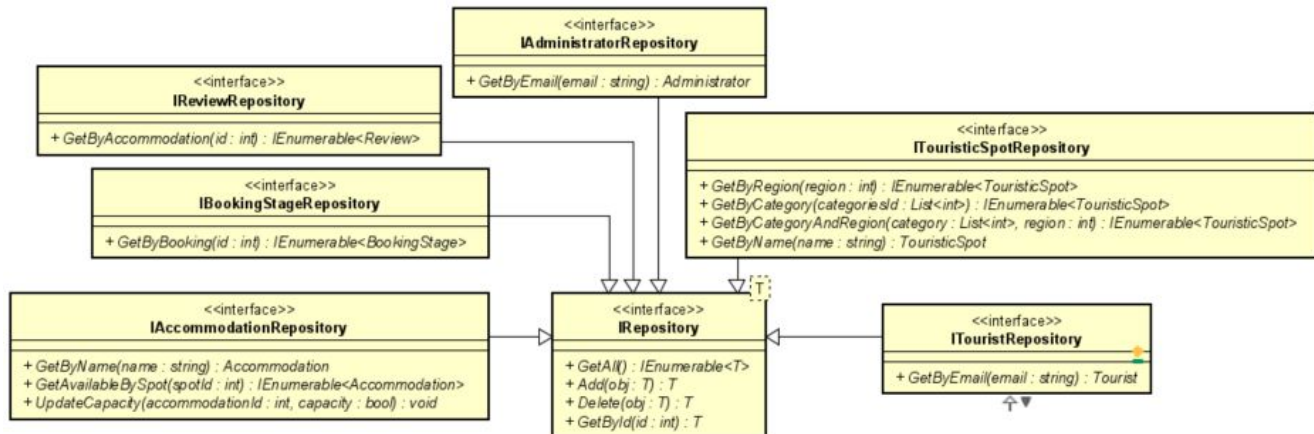 <<interface>>
IAdministratorRepository
+ GetByEmail(email : string) : Administrator
<<interface>>
IReviewRepository
+ GetByAccommodation(id : int) : IEnumerable<Review>
<<interface>>
ITouristicSpotRepository
+ GetByRegion(region : int) : IEnumerable<TouristicSpot>
+ GetByCategory(categoriesId : List<int>) : IEnumerable<TouristicSpot>
+ GetByCategoryAndRegion(category : List<int>, region : int) : IEnumerable<TouristicSpot>
+ GetByName(name : string) : TouristicSpot
<<interface>>
IBookingStageRepository
+ GetByBooking(id : int) : IEnumerable<BookingStage>
<<interface>>
IAccommodationRepository
+ GetByName(name : string) : Accommodation
+ GetAvailableBySpot(spotId : int) : IEnumerable<Accommodation>
+ UpdateCapacity(accommodationId : int, capacity : bool) : void
T
<<interface>>
IRepository
+ GetAll() : IEnumerable<T>
+ Add(obj : T) : T
+ Delete(obj : T) : T
+ GetById(id : int) : T
<<interface>>
ITouristRepository
+ GetByEmail(email : string) : Tourist